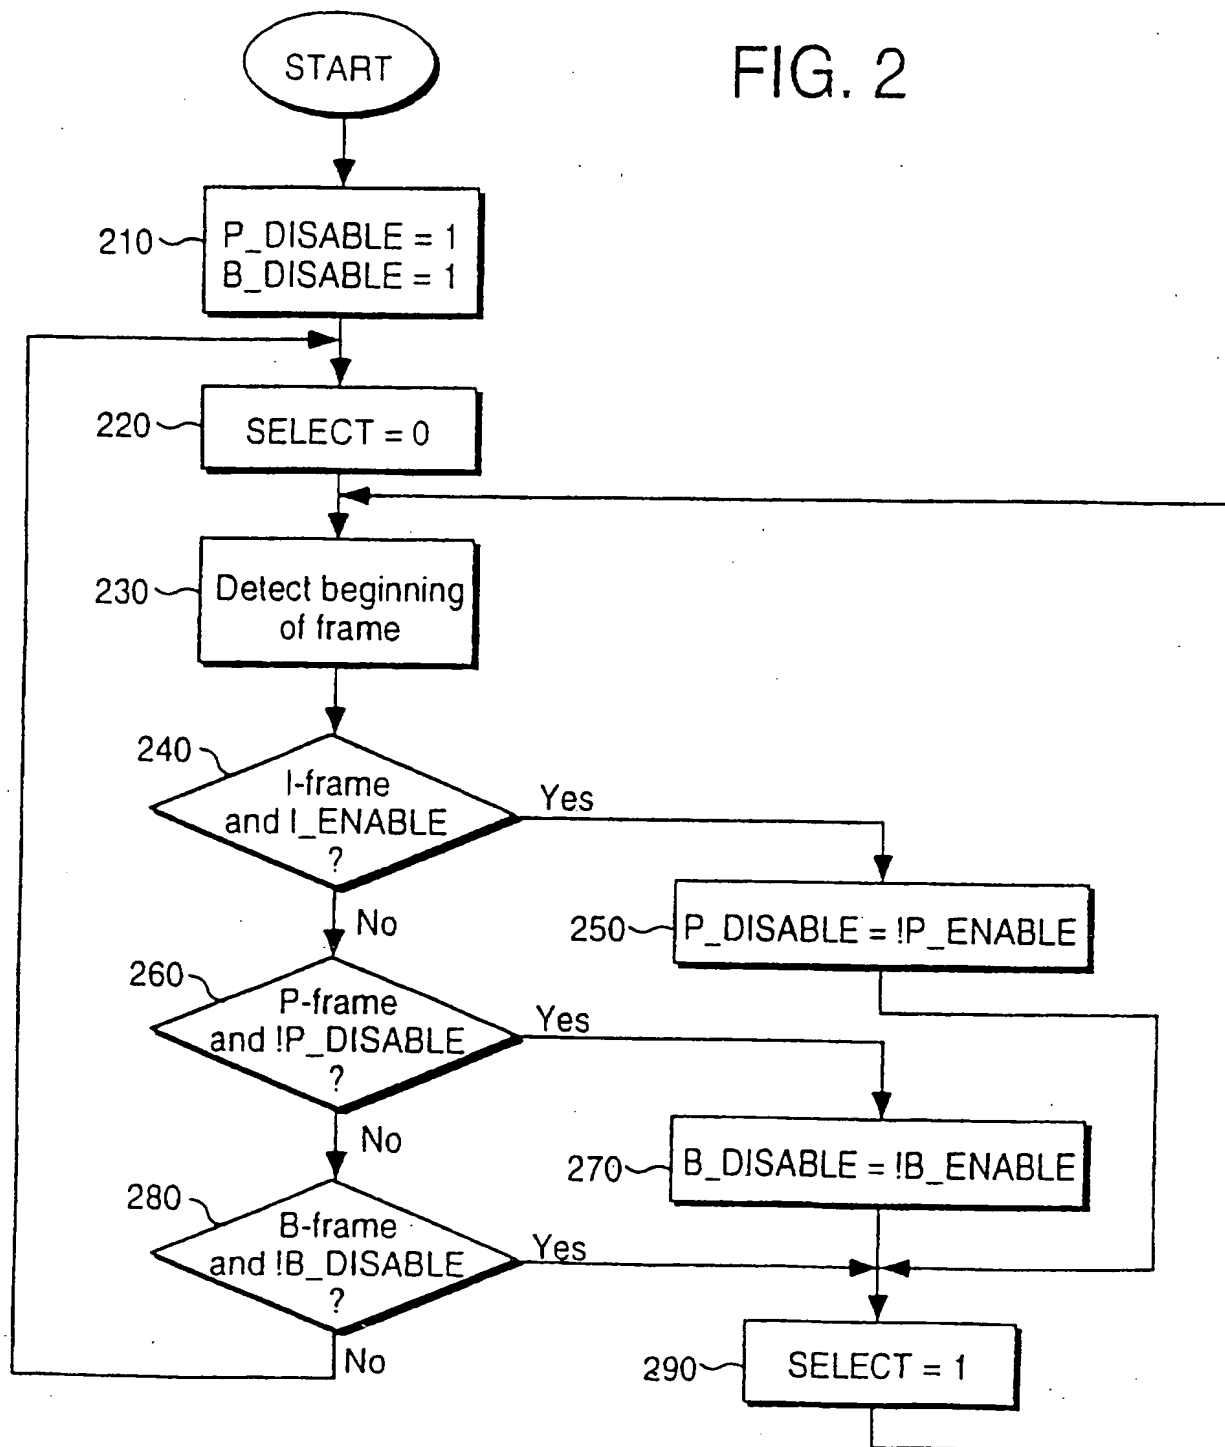 FIG. 2
START
210
P_DISABLE = 1
B_DISABLE = 1
220
SELECT = 0
230
Detect beginning
of frame
240
I-frame
and I_ENABLE
?
Yes
No
250
P_DISABLE = !P_ENABLE
260
P-frame
and !P_DISABLE
?
Yes
No
270
B_DISABLE = !B_ENABLE
280
B-frame
and !B_DISABLE
?
Yes
No
290
SELECT = 1